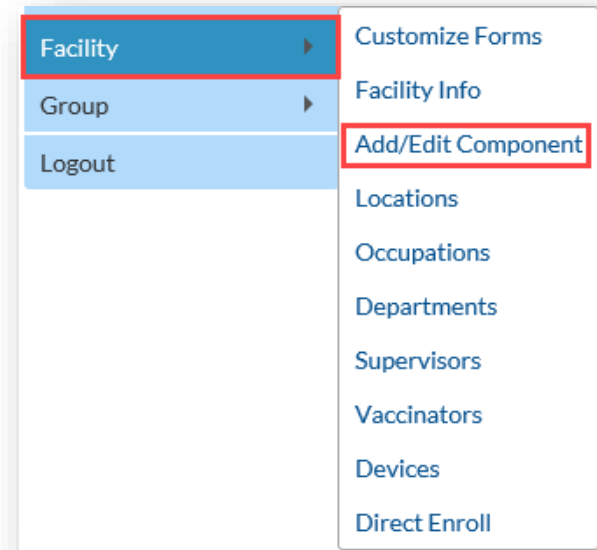 Facility
Group
Logout
Customize Forms
Facility Info
Add/Edit Component
Locations
Occupations
Departments
Supervisors
Vaccinators
Devices
Direct Enroll